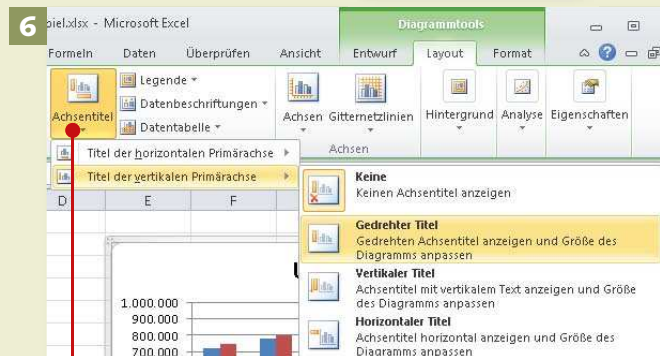 6
piel.xlsx - Microsoft Excel
Diagrammtools
Formeln Daten Überprüfen Ansicht Entwurf Layout Format
Achsentitel
Legende
Datenbeschriftungen
Datentabelle
Achsen Gitternetzlinien
Hintergrund Analyse Eigenschaften
Achsen
Titel der horizontalen Primärachse
Titel der vertikalen Primärachse
Keine
Keinen Achsentitel anzeigen
Gedrehter Titel
Gedrehten Achsentitel anzeigen und Größe des
Diagramms anpassen
Vertikaler Titel
Achsentitel mit vertikalem Text anzeigen und Größe
des Diagramms anpassen
Horizontaler Titel
Achsentitel horizontal anzeigen und Größe des
Diagramms anpassen
D E F
1.000.000
900.000
800.000
700.000